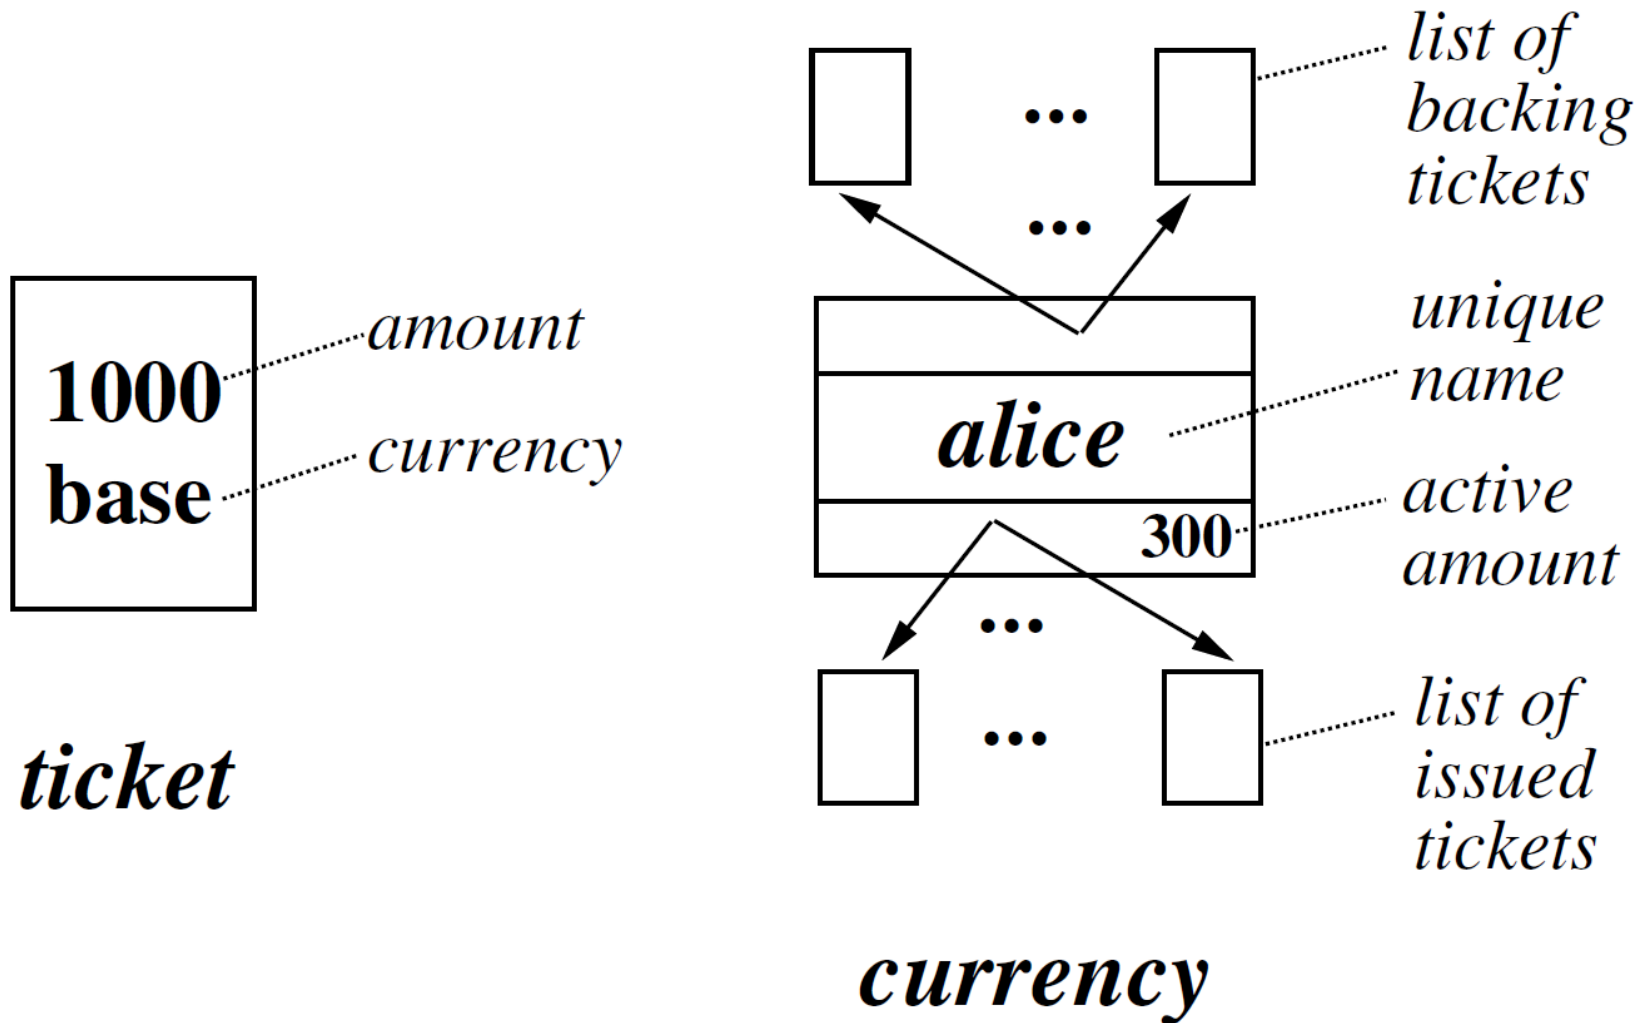 1000
base
amount
currency
ticket
...
list of
backing
tickets
...
alice
unique
name
300
active
amount
...
...
list of
issued
tickets
currency